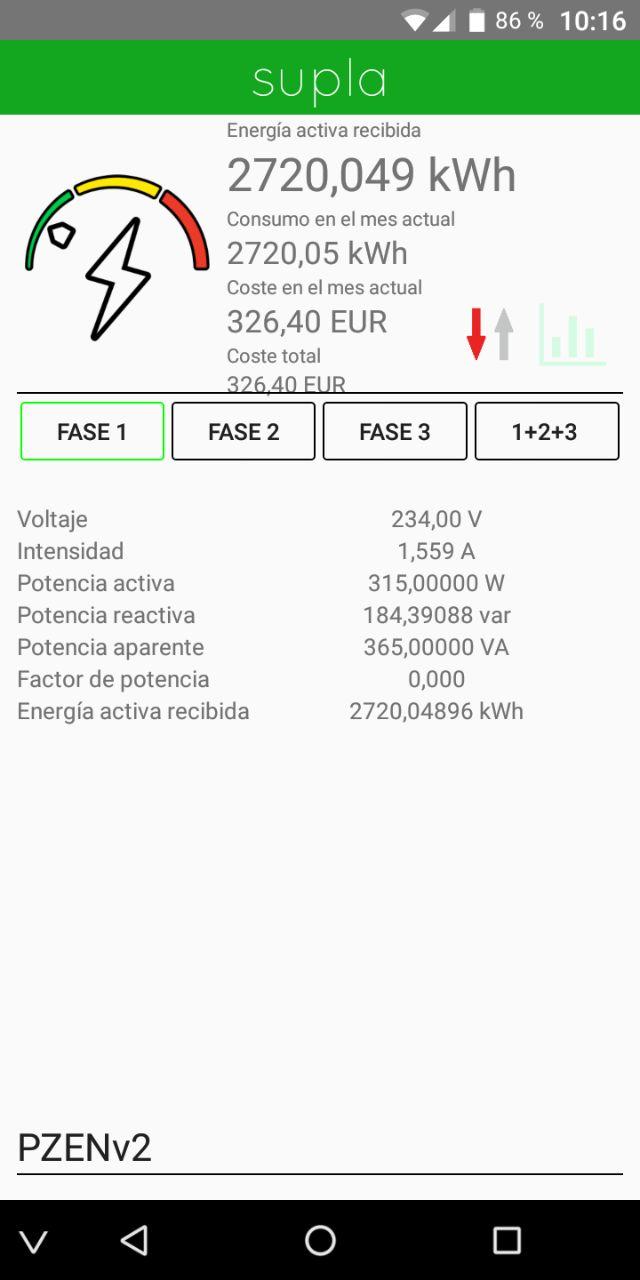 86 % 10:16
supla
Energía activa recibida
2720,049 kWh
Consumo en el mes actual
2720,05 kWh
Coste en el mes actual
326,40 EUR
Coste total
326,40 EUR
FASE 1 FASE 2 FASE 3 1+2+3
Voltaje 234,00 V
Intensidad 1,559 A
Potencia activa 315,00000 W
Potencia reactiva 184,39088 var
Potencia aparente 365,00000 VA
Factor de potencia 0,000
Energía activa recibida 2720,04896 kWh
PZENv2